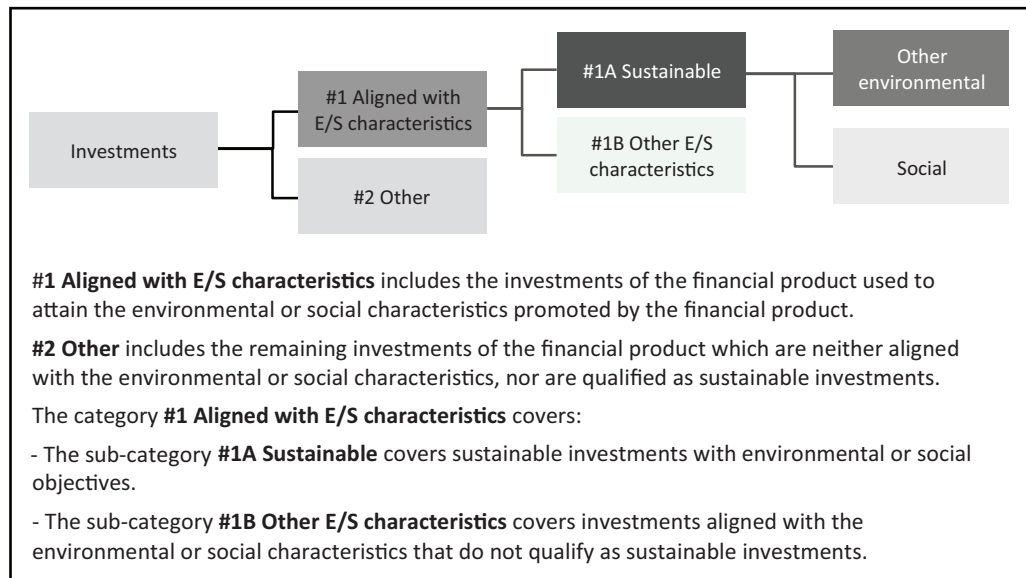 Investments
#1 Aligned with
E/S characteristics
#2 Other
#1A Sustainable
#1B Other E/S
characteristics
Other
environmental
Social
#1 Aligned with E/S characteristics includes the investments of the financial product used to
attain the environmental or social characteristics promoted by the financial product.
#2 Other includes the remaining investments of the financial product which are neither aligned
with the environmental or social characteristics, nor are qualified as sustainable investments.
The category #1 Aligned with E/S characteristics covers:
- The sub-category #1A Sustainable covers sustainable investments with environmental or social
objectives.
- The sub-category #1B Other E/S characteristics covers investments aligned with the
environmental or social characteristics that do not qualify as sustainable investments.